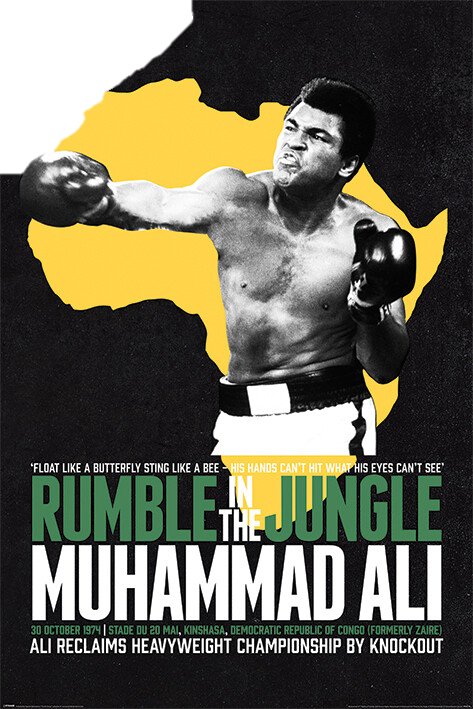 'FLOAT LIKE A BUTTERFLY STING LIKE A BEE – HIS HANDS CAN'T HIT WHAT HIS EYES CAN'T SEE'
RUMBLE IN THE JUNGLE
MUHAMMAD ALI
30 OCTOBER 1974 | STADE DU 20 MAI, KINSHASA, DEMOCRATIC REPUBLIC OF CONGO (FORMERLY ZAIRE)
ALI RECLAIMS HEAVYWEIGHT CHAMPIONSHIP BY KNOCKOUT